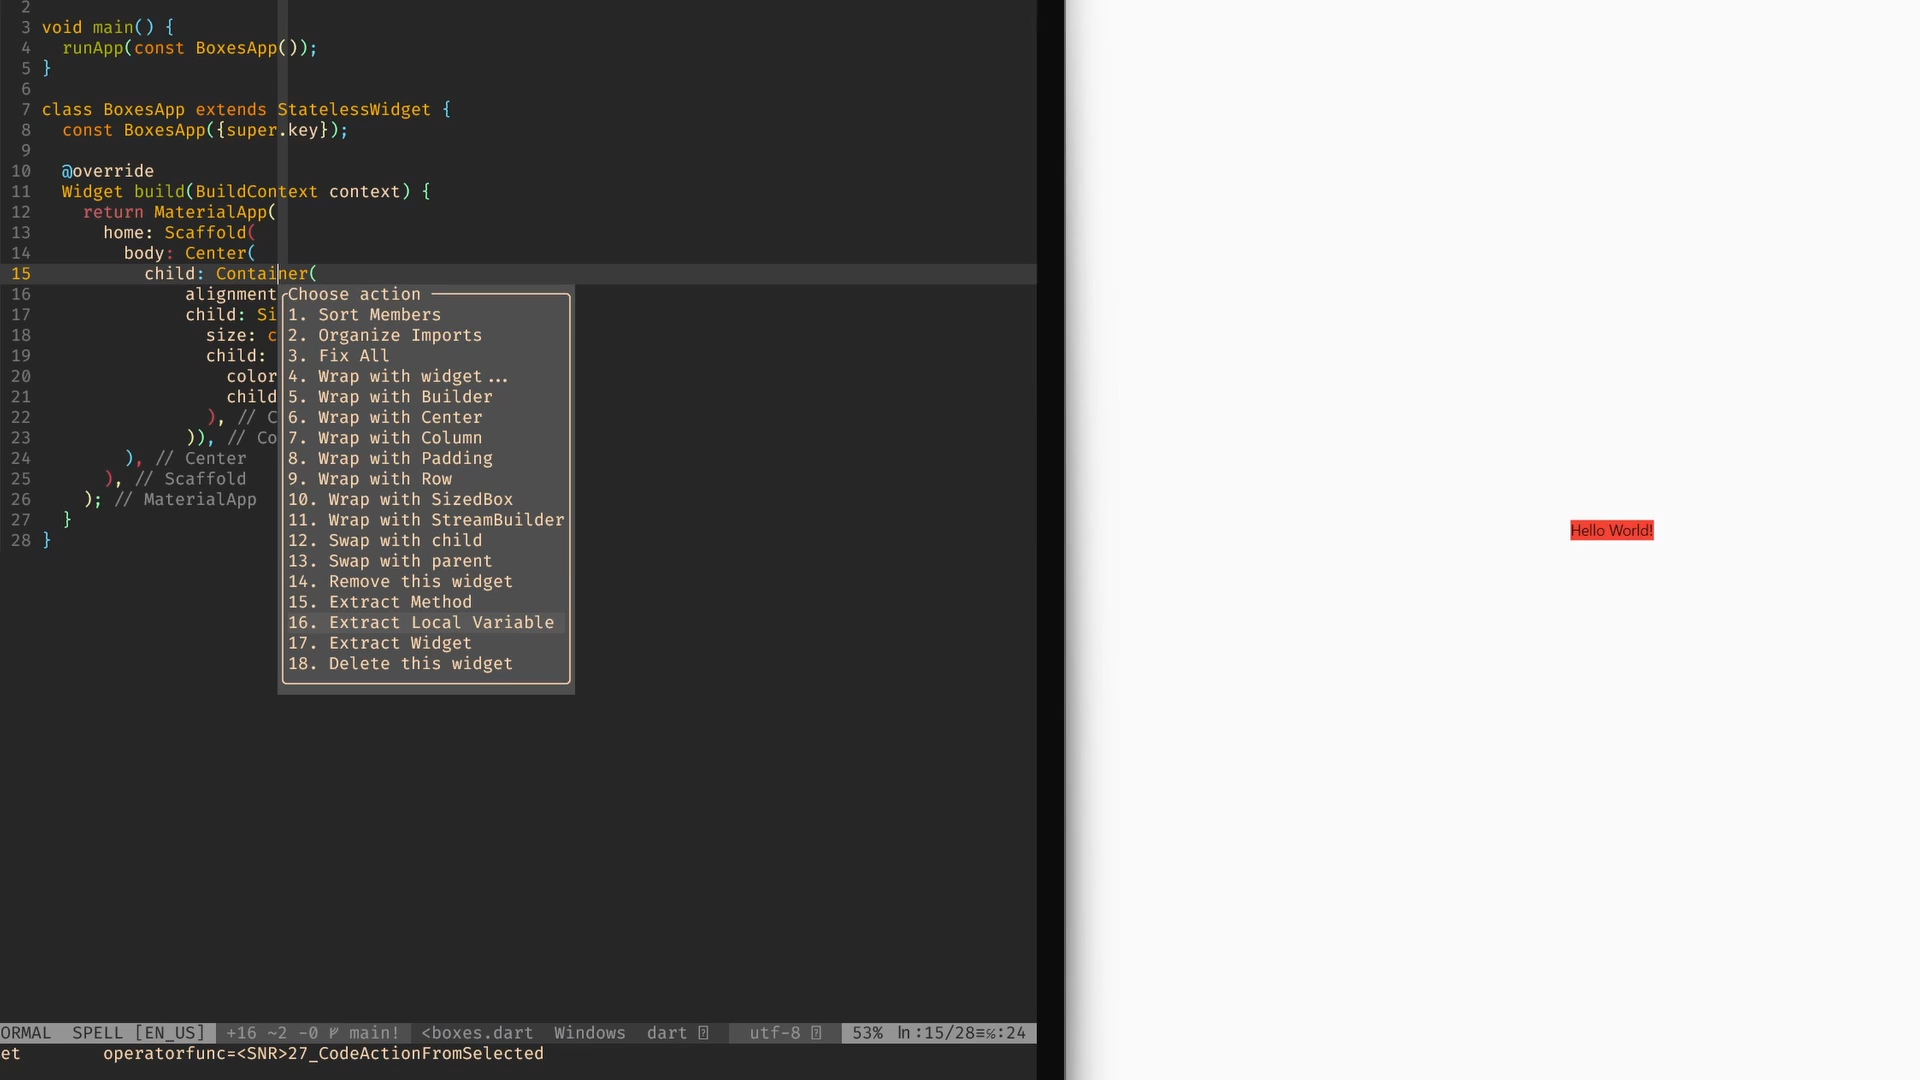 2
3 void main() {
4   runApp(const BoxesApp());
5 }
6
7 class BoxesApp extends StatelessWidget {
8   const BoxesApp({super.key});
9
10   @override
11   Widget build(BuildContext context) {
12     return MaterialApp(
13       home: Scaffold(
14         body: Center(
15           child: Container(
16               alignment
17               child: Si
18                 size: c
19                 child:
20                   color
21                   child
22                 ), // C
23               )), // Co
24         ), // Center
25       ), // Scaffold
26     ); // MaterialApp
27   }
28 }
Choose action
1. Sort Members
2. Organize Imports
3. Fix All
4. Wrap with widget...
5. Wrap with Builder
6. Wrap with Center
7. Wrap with Column
8. Wrap with Padding
9. Wrap with Row
10. Wrap with SizedBox
11. Wrap with StreamBuilder
12. Swap with child
13. Swap with parent
14. Remove this widget
15. Extract Method
16. Extract Local Variable
17. Extract Widget
18. Delete this widget
ORMAL SPELL [EN_US] +16 ~2 -0 main! <boxes.dart Windows dart utf-8 53% ln:15/28≡%:24
et operatorfunc=<SNR>27_CodeActionFromSelected
Hello World!